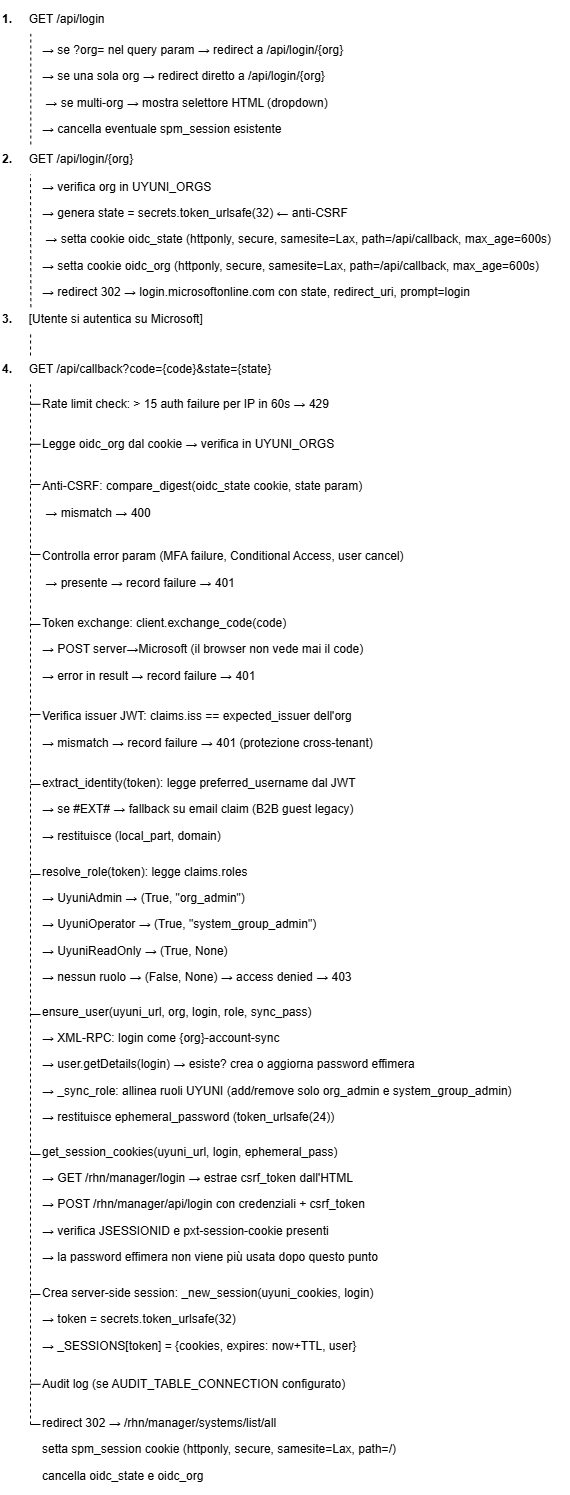 1. GET /api/login
→ se ?org= nel query param → redirect a /api/login/{org}
→ se una sola org → redirect diretto a /api/login/{org}
→ se multi-org → mostra selettore HTML (dropdown)
→ cancella eventuale spm_session esistente
2. GET /api/login/{org}
→ verifica org in UYUNI_ORGS
→ genera state = secrets.token_urlsafe(32) ← anti-CSRF
→ setta cookie oidc_state (httponly, secure, samesite=Lax, path=/api/callback, max_age=600s)
→ setta cookie oidc_org (httponly, secure, samesite=Lax, path=/api/callback, max_age=600s)
→ redirect 302 → login.microsoftonline.com con state, redirect_uri, prompt=login
3. [Utente si autentica su Microsoft]
4. GET /api/callback?code={code}&state={state}
Rate limit check: > 15 auth failure per IP in 60s → 429
Legge oidc_org dal cookie → verifica in UYUNI_ORGS
Anti-CSRF: compare_digest(oidc_state cookie, state param)
→ mismatch → 400
Controlla error param (MFA failure, Conditional Access, user cancel)
→ presente → record failure → 401
Token exchange: client.exchange_code(code)
→ POST server→Microsoft (il browser non vede mai il code)
→ error in result → record failure → 401
Verifica issuer JWT: claims.iss == expected_issuer dell'org
→ mismatch → record failure → 401 (protezione cross-tenant)
extract_identity(token): legge preferred_username dal JWT
→ se #EXT# → fallback su email claim (B2B guest legacy)
→ restituisce (local_part, domain)
resolve_role(token): legge claims.roles
→ UyuniAdmin → (True, "org_admin")
→ UyuniOperator → (True, "system_group_admin")
→ UyuniReadOnly → (True, None)
→ nessun ruolo → (False, None) → access denied → 403
ensure_user(uyuni_url, org, login, role, sync_pass)
→ XML-RPC: login come {org}-account-sync
→ user.getDetails(login) → esiste? crea o aggiorna password effimera
→ _sync_role: allinea ruoli UYUNI (add/remove solo org_admin e system_group_admin)
→ restituisce ephemeral_password (token_urlsafe(24))
get_session_cookies(uyuni_url, login, ephemeral_pass)
→ GET /rhn/manager/login → estrae csrf_token dall'HTML
→ POST /rhn/manager/api/login con credenziali + csrf_token
→ verifica JSESSIONID e pxt-session-cookie presenti
→ la password effimera non viene più usata dopo questo punto
Crea server-side session: _new_session(uyuni_cookies, login)
→ token = secrets.token_urlsafe(32)
→ _SESSIONS[token] = {cookies, expires: now+TTL, user}
Audit log (se AUDIT_TABLE_CONNECTION configurato)
redirect 302 → /rhn/manager/systems/list/all
setta spm_session cookie (httponly, secure, samesite=Lax, path=/)
cancella oidc_state e oidc_org